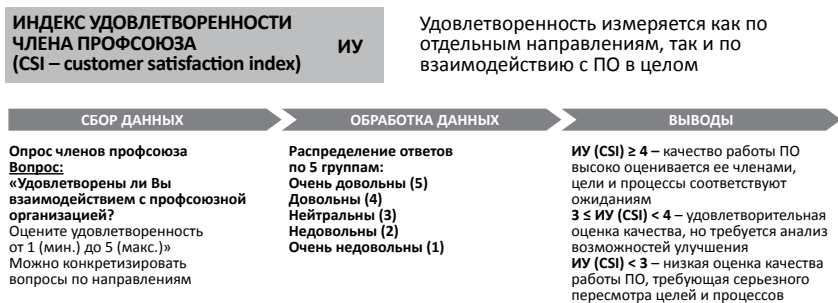 ИНДЕКС УДОВЛЕТВОРЕННОСТИ
ЧЛЕНА ПРОФСОЮЗА
(CSI – customer satisfaction index)
ИУ
Удовлетворенность измеряется как по
отдельным направлениям, так и по
взаимодействию с ПО в целом
СБОР ДАННЫХ
Опрос членов профсоюза
Вопрос:
«Удовлетворены ли Вы
взаимодействием с профсоюзной
организацией?
Оцените удовлетворенность
от 1 (мин.) до 5 (макс.)»
Можно конкретизировать
вопросы по направлениям
ОБРАБОТКА ДАННЫХ
Распределение ответов
по 5 группам:
Очень довольны (5)
Довольны (4)
Нейтральны (3)
Недовольны (2)
Очень недовольны (1)
ВЫВОДЫ
ИУ (CSI) ≥ 4 – качество работы ПО
высоко оценивается ее членами,
цели и процессы соответствуют
ожиданиям
3 ≤ ИУ (CSI) < 4 – удовлетворительная
оценка качества, но требуется анализ
возможностей улучшения
ИУ (CSI) < 3 – низкая оценка качества
работы ПО, требующая серьезного
пересмотра целей и процессов